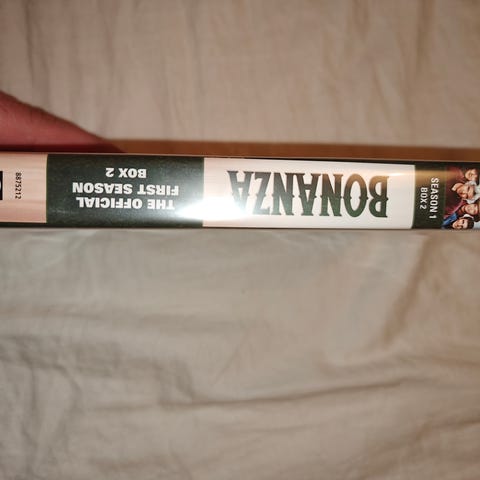 SEASON 1
BOX 2
BONANZA
THE OFFICIAL
FIRST SEASON
BOX 2
8875212